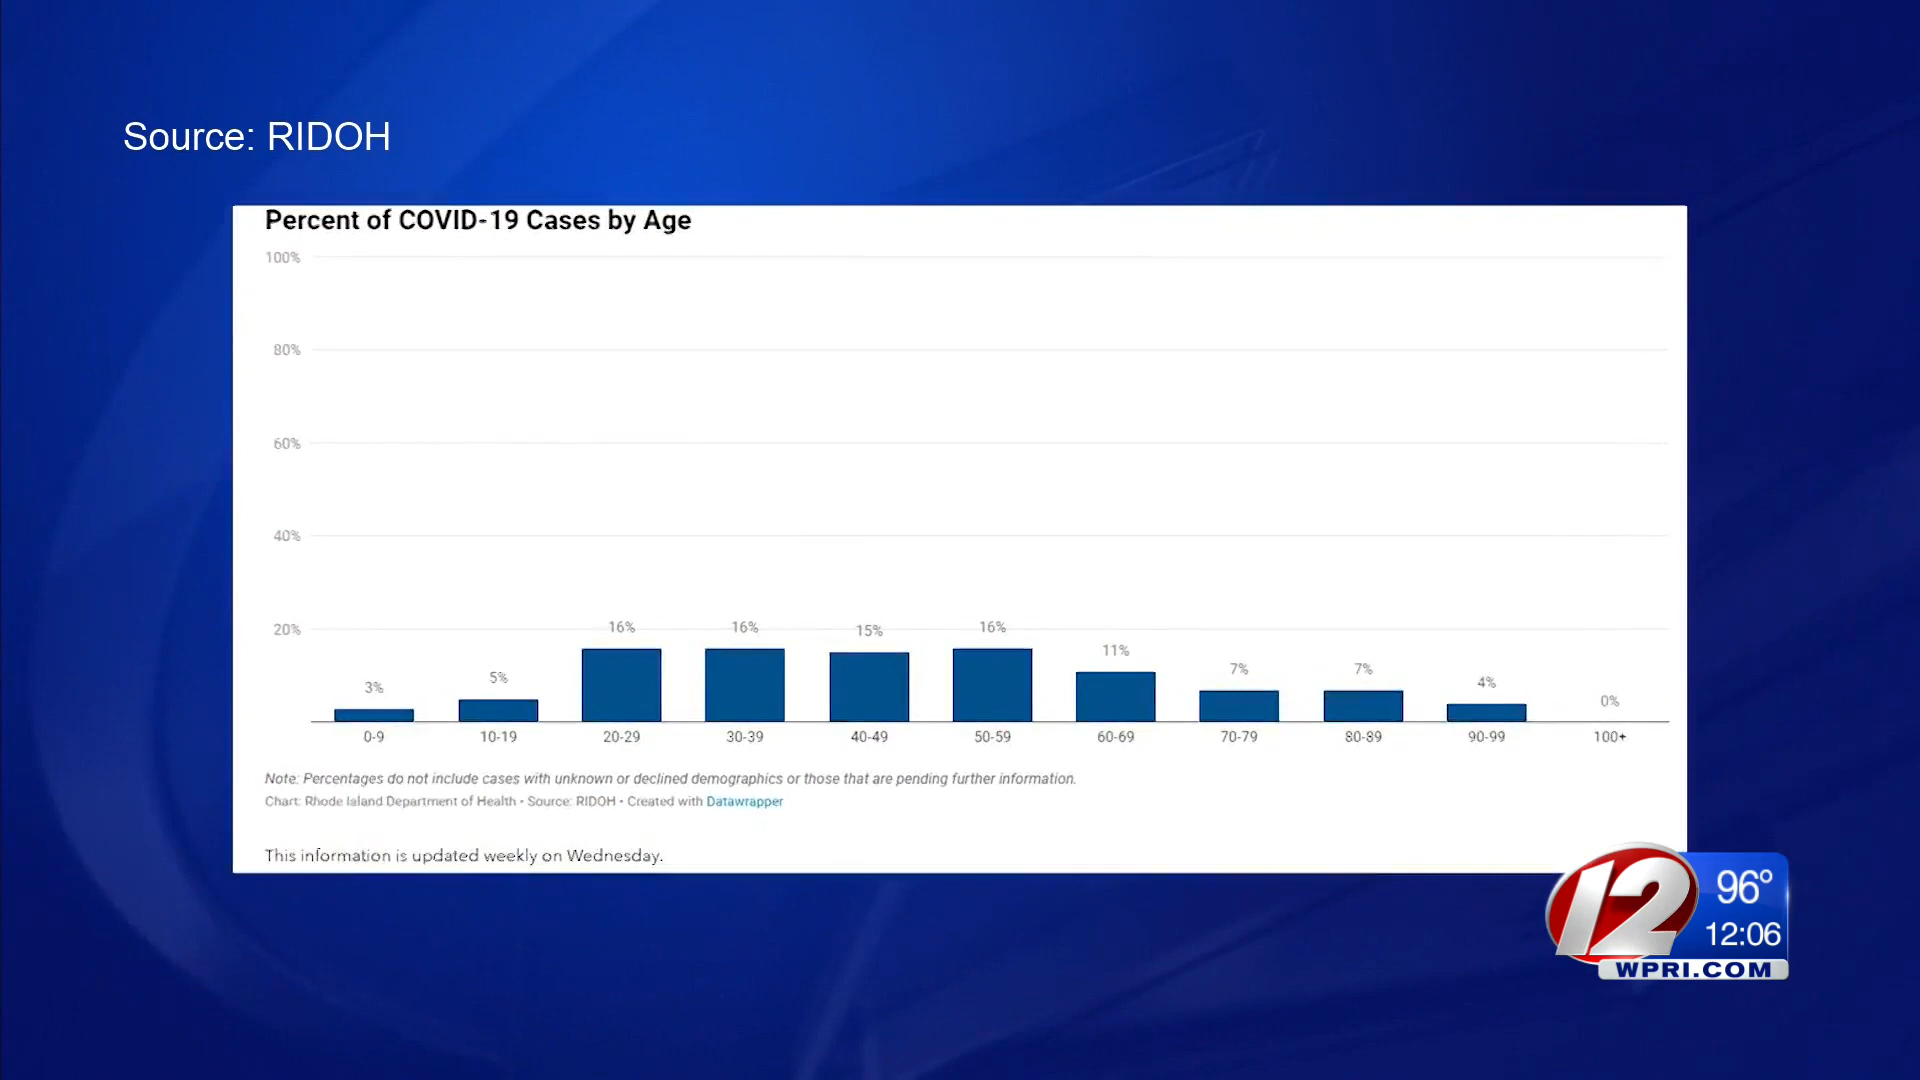 Source: RIDOH
Percent of COVID-19 Cases by Age
100%
80%
60%
40%
20%
3% 5% 16% 16% 15% 16% 11% 7% 7% 4% 0%
0-9 10-19 20-29 30-39 40-49 50-59 60-69 70-79 80-89 90-99 100+
Note: Percentages do not include cases with unknown or declined demographics or those that are pending further information.
Chart: Rhode Island Department of Health • Source: RIDOH • Created with Datawrapper
This information is updated weekly on Wednesday.
12 96°
12:06
WPRI.COM